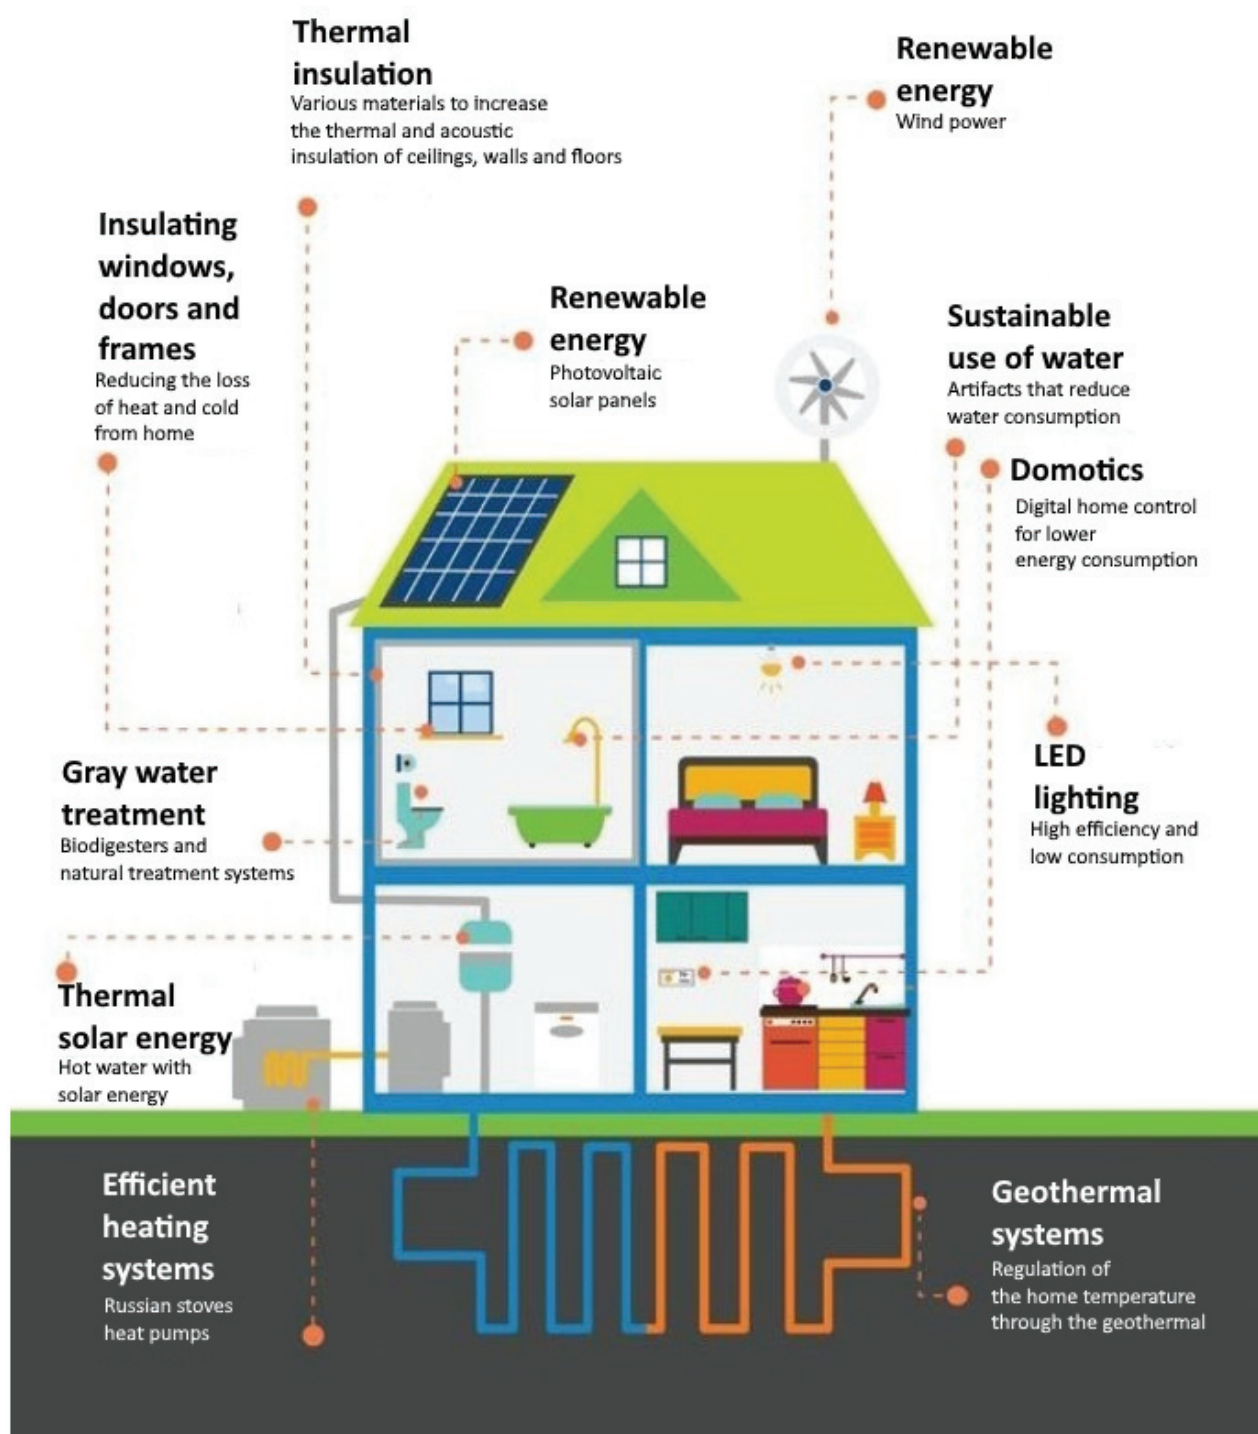 Thermal
insulation
Various materials to increase
the thermal and acoustic
insulation of ceilings, walls and floors
Renewable
energy
Wind power
Insulating
windows,
doors and
frames
Reducing the loss
of heat and cold
from home
Renewable
energy
Photovoltaic
solar panels
Sustainable
use of water
Artifacts that reduce
water consumption
Domotics
Digital home control
for lower
energy consumption
Gray water
treatment
Biodigesters and
natural treatment systems
LED
lighting
High efficiency and
low consumption
Thermal
solar energy
Hot water with
solar energy
Efficient
heating
systems
Russian stoves
heat pumps
Geothermal
systems
Regulation of
the home temperature
through the geothermal